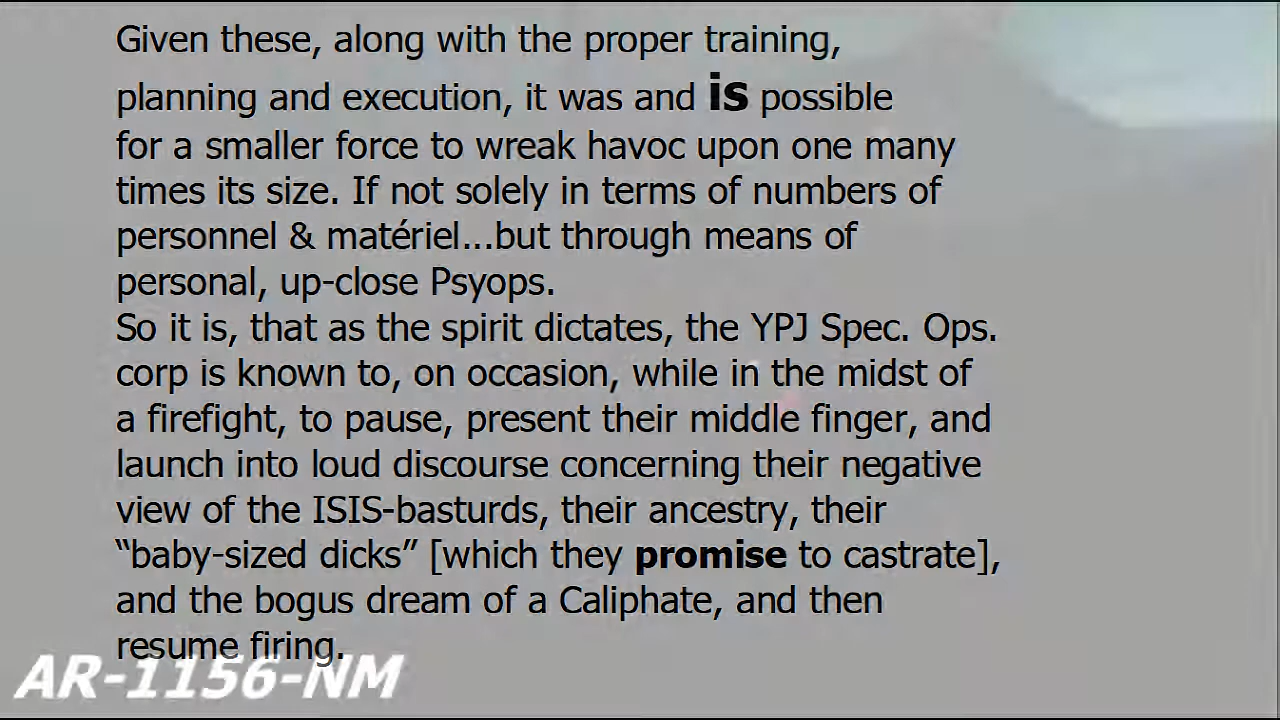 Given these, along with the proper training,
planning and execution, it was and is possible
for a smaller force to wreak havoc upon one many
times its size. If not solely in terms of numbers of
personnel & matériel...but through means of
personal, up-close Psyops.
So it is, that as the spirit dictates, the YPJ Spec. Ops.
corp is known to, on occasion, while in the midst of
a firefight, to pause, present their middle finger, and
launch into loud discourse concerning their negative
view of the ISIS-basturds, their ancestry, their
“baby-sized dicks” [which they promise to castrate],
and the bogus dream of a Caliphate, and then
resume firing.
AR-1156-NM